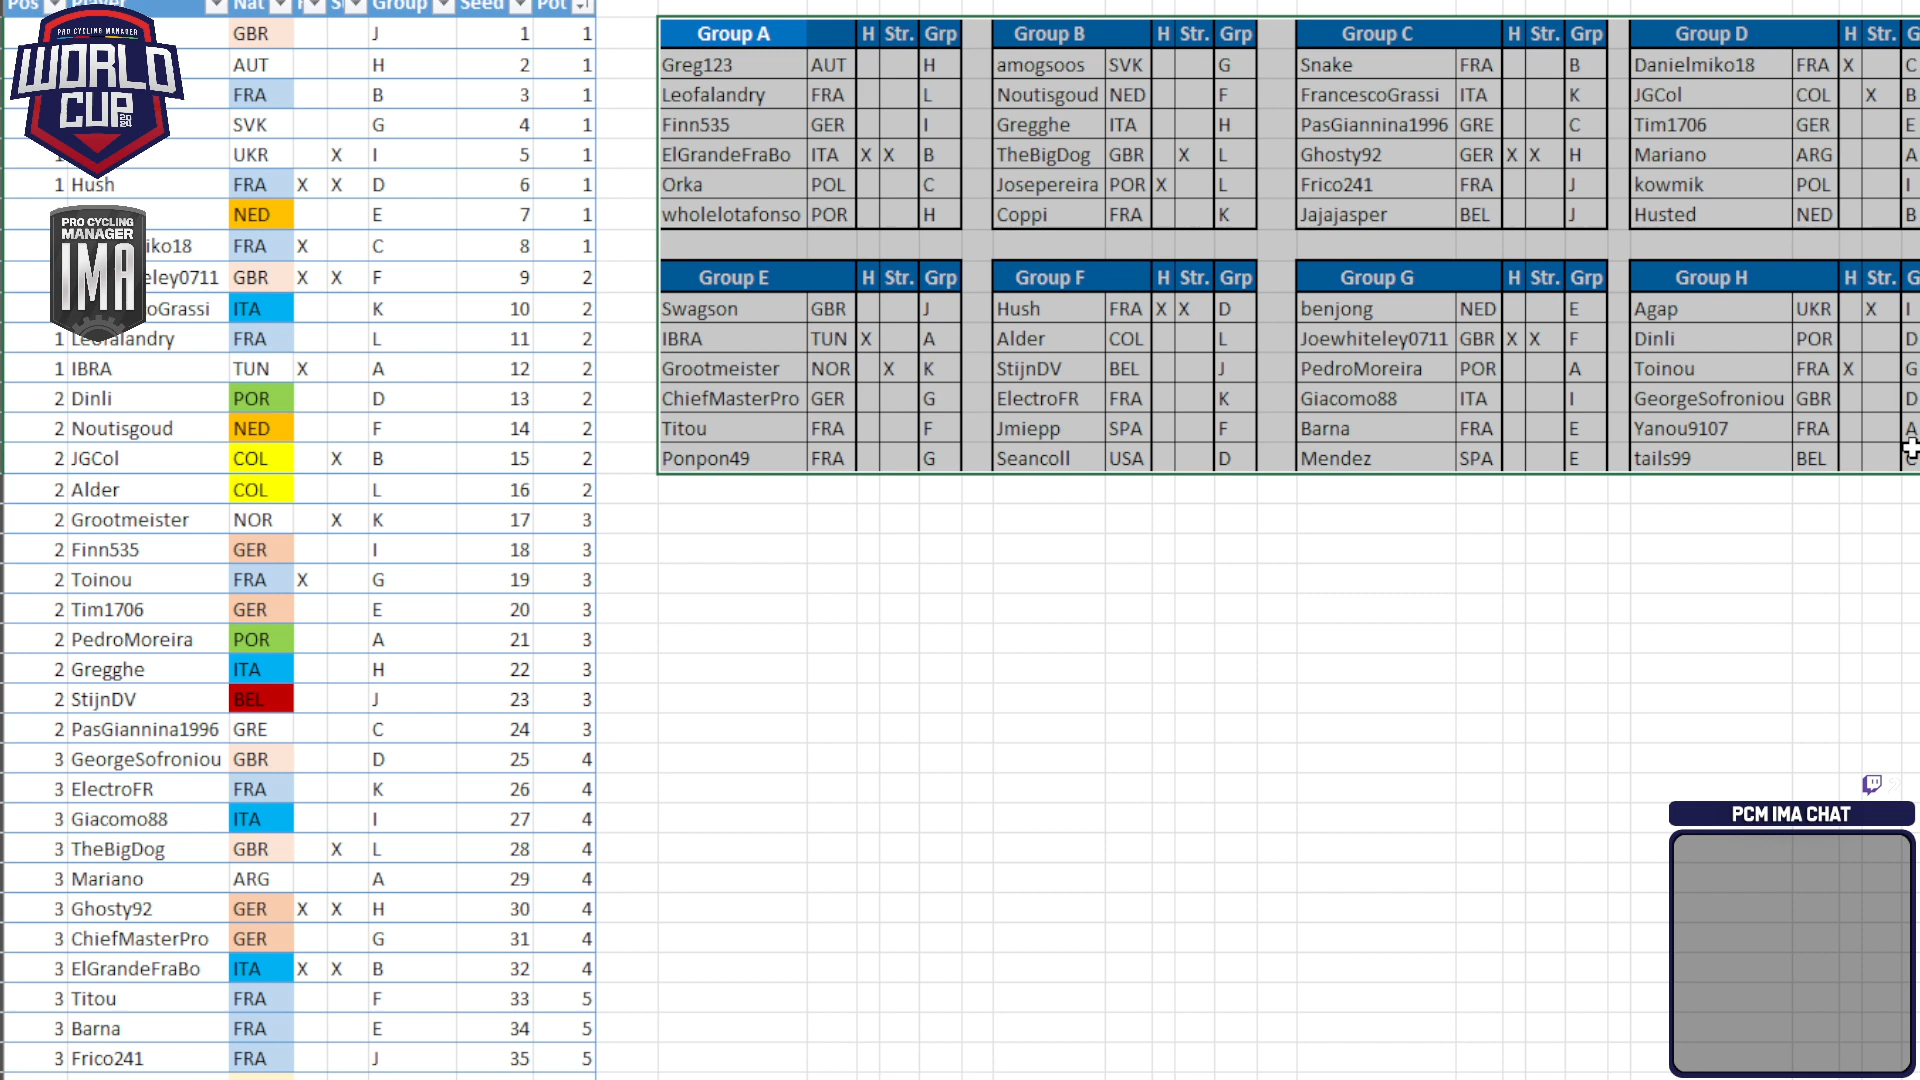 Pos Player Nat Group Seed Pot
GBR J 1 1
AUT H 2 1
FRA B 3 1
SVK G 4 1
UKR X I 5 1
1 Hush FRA X X D 6 1
NED E 7 1
iko18 FRA X C 8 1
eley0711 GBR X X F 9 2
oGrassi ITA K 10 2
1 Leofalandry FRA L 11 2
1 IBRA TUN X A 12 2
2 Dinli POR D 13 2
2 Noutisgoud NED F 14 2
2 JGCol COL X B 15 2
2 Alder COL L 16 2
2 Grootmeister NOR X K 17 3
2 Finn535 GER I 18 3
2 Toinou FRA X G 19 3
2 Tim1706 GER E 20 3
2 PedroMoreira POR A 21 3
2 Gregghe ITA H 22 3
2 StijnDV BEL J 23 3
2 PasGiannina1996 GRE C 24 3
3 GeorgeSofroniou GBR D 25 4
3 ElectroFR FRA K 26 4
3 Giacomo88 ITA I 27 4
3 TheBigDog GBR X L 28 4
3 Mariano ARG A 29 4
3 Ghosty92 GER X X H 30 4
3 ChiefMasterPro GER G 31 4
3 ElGrandeFraBo ITA X X B 32 4
3 Titou FRA F 33 5
3 Barna FRA E 34 5
3 Frico241 FRA J 35 5
PRO CYCLING MANAGER
WORLD
CUP
PRO CYCLING
MANAGER
IMA
Group A H Str. Grp
Greg123 AUT H
Leofalandry FRA L
Finn535 GER I
ElGrandeFraBo ITA X X B
Orka POL C
wholelotafonso POR H
Group B H Str. Grp
amogsoos SVK G
Noutisgoud NED F
Gregghe ITA H
TheBigDog GBR X L
Josepereira POR X L
Coppi FRA K
Group C H Str. Grp
Snake FRA B
FrancescoGrassi ITA K
PasGiannina1996 GRE C
Ghosty92 GER X X H
Frico241 FRA J
Jajajasper BEL J
Group D H Str. G
Danielmiko18 FRA X C
JGCol COL X B
Tim1706 GER E
Mariano ARG A
kowmik POL I
Husted NED B
Group E H Str. Grp
Swagson GBR J
IBRA TUN X A
Grootmeister NOR X K
ChiefMasterPro GER G
Titou FRA F
Ponpon49 FRA G
Group F H Str. Grp
Hush FRA X X D
Alder COL L
StijnDV BEL J
ElectroFR FRA K
Jmiepp SPA F
Seancoll USA D
Group G H Str. Grp
benjong NED E
Joewhiteley0711 GBR X X F
PedroMoreira POR A
Giacomo88 ITA I
Barna FRA E
Mendez SPA E
Group H H Str. G
Agap UKR X I
Dinli POR D
Toinou FRA X G
GeorgeSofroniou GBR D
Yanou9107 FRA A
tails99 BEL
PCM IMA CHAT